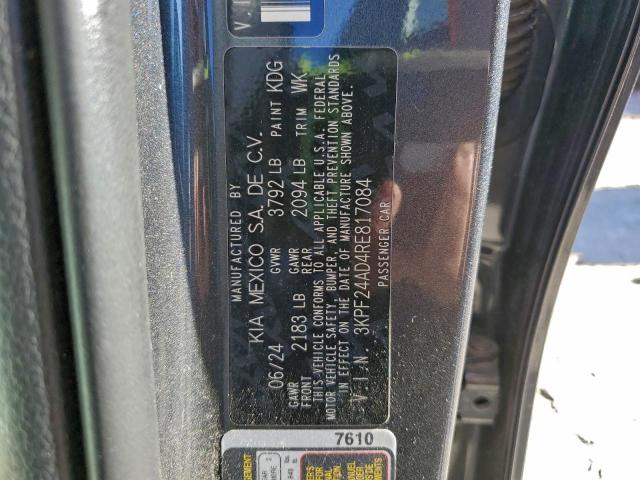 MANUFACTURED BY
KIA MEXICO S.A. DE C.V.
06/24 GVWR 3792 LB PAINT KDG
GAWR FRONT 2183 LB GAWR REAR 2094 LB TRIM WK
THIS VEHICLE CONFORMS TO ALL APPLICABLE U.S.A. FEDERAL
MOTOR VEHICLE SAFETY, BUMPER, AND THEFT PREVENTION STANDARDS
IN EFFECT ON THE DATE OF MANUFACTURE SHOWN ABOVE.
V.I.N. 3KPF24AD4RE817084
PASSENGER CAR
7610